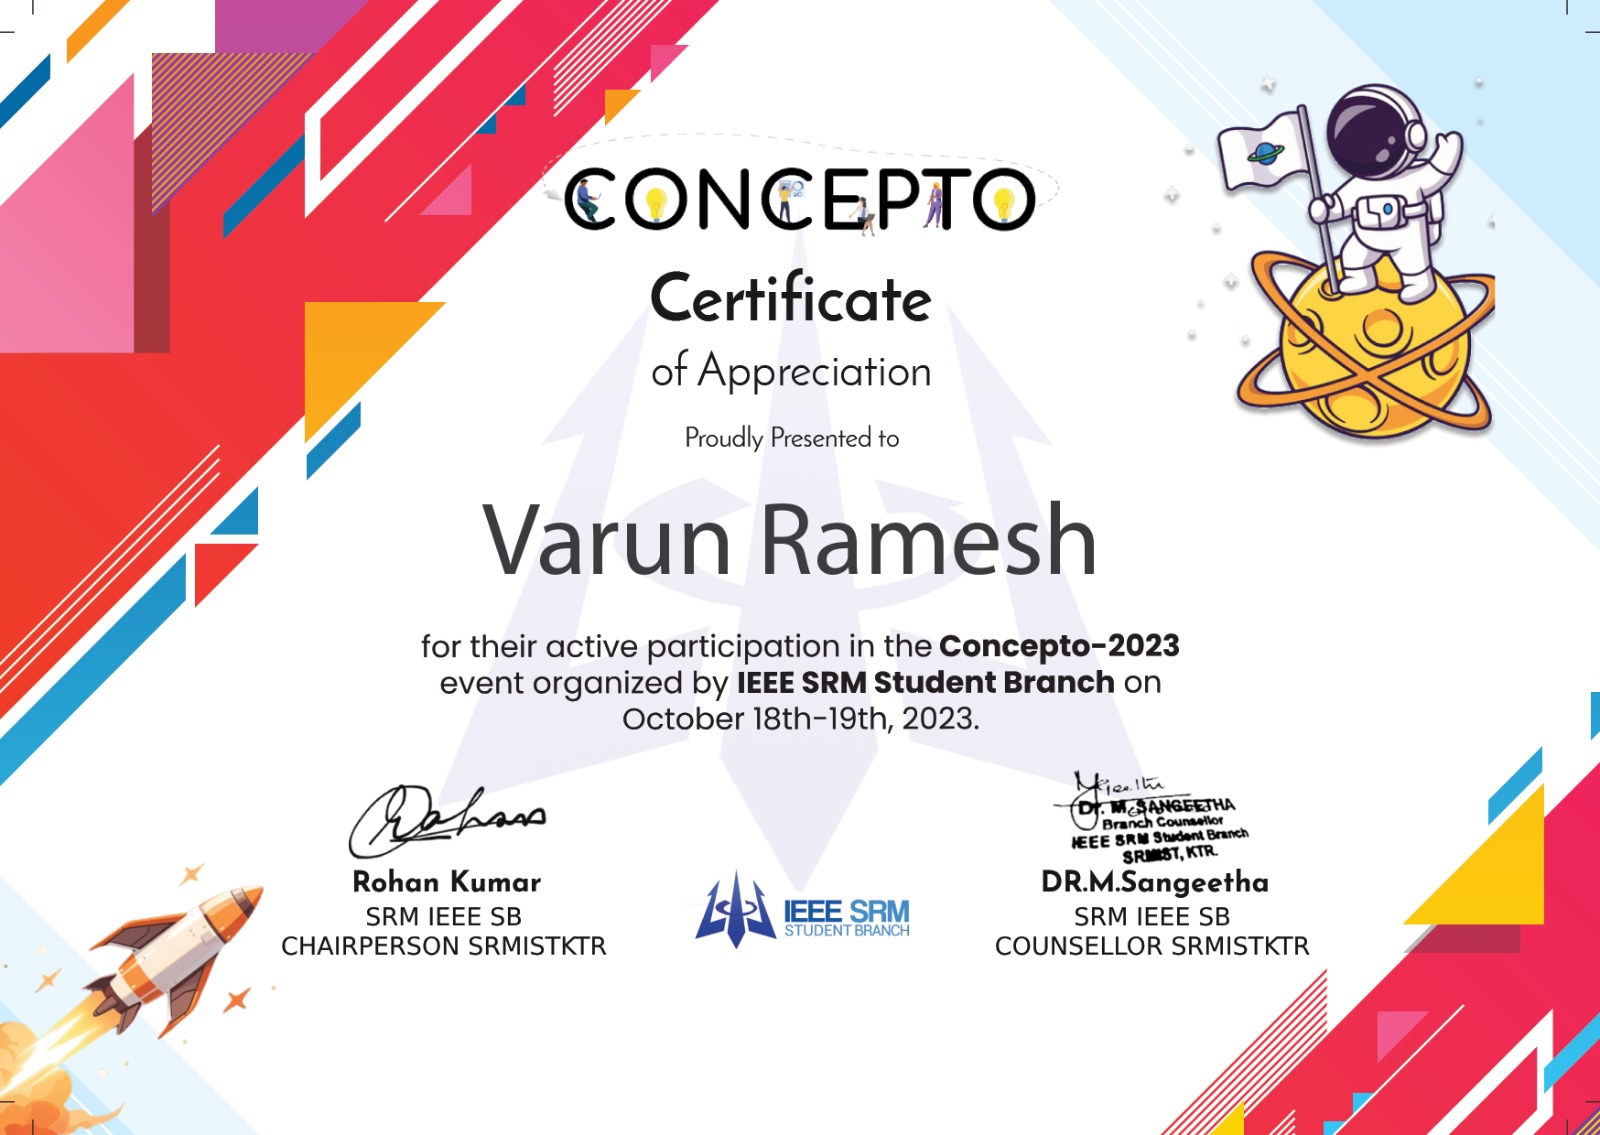 CONCEPTO
Certificate
of Appreciation
Proudly Presented to
Varun Ramesh
for their active participation in the Concepto-2023
event organized by IEEE SRM Student Branch on
October 18th-19th, 2023.
Dr. M. SANGEETHA
Branch Counsellor
IEEE SRM Student Branch
SRMIST, KTR.
Rohan Kumar
SRM IEEE SB
CHAIRPERSON SRMISTKTR
IEEE SRM
STUDENT BRANCH
DR.M.Sangeetha
SRM IEEE SB
COUNSELLOR SRMISTKTR